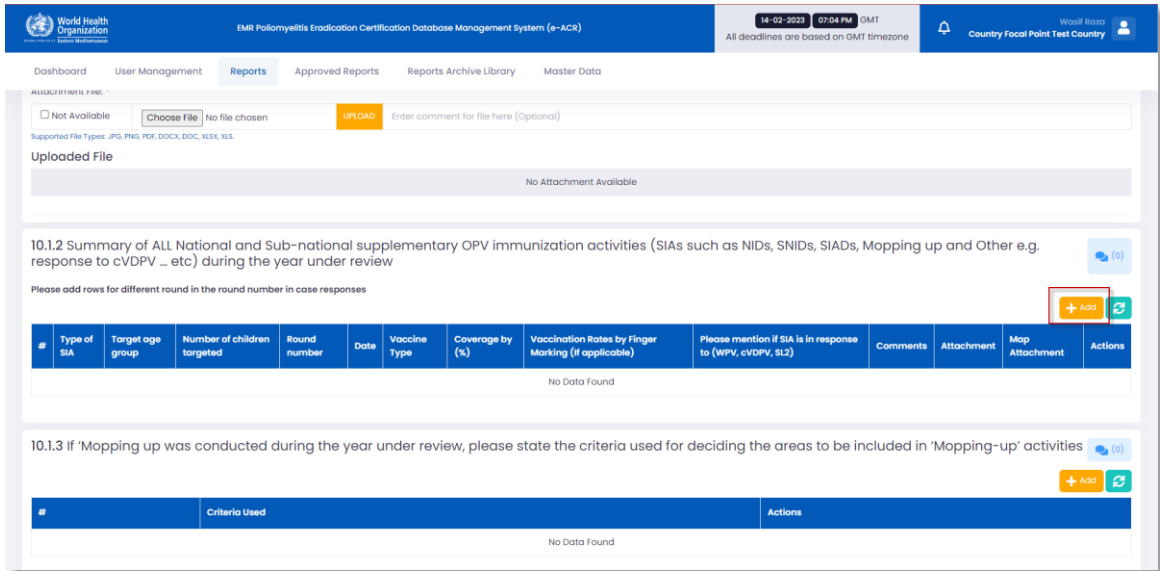 World Health
Organization
Eastern Mediterranean
EMR Poliomyelitis Eradication Certification Database Management System (e-ACR)
14-02-2023 07:04 PM GMT
All deadlines are based on GMT timezone
Wasif Raza
Country Focal Point Test Country
Dashboard User Management Reports Approved Reports Reports Archive Library Master Data
Attachment File: *
Not Available Choose File No file chosen UPLOAD Enter comment for file here (Optional)
Supported File Types: JPG, PNG, PDF, DOCX, DOC, XLSX, XLS.
Uploaded File
No Attachment Available
10.1.2 Summary of ALL National and Sub-national supplementary OPV immunization activities (SIAs such as NIDs, SNIDs, SIADs, Mopping up and Other e.g.
response to cVDPV ... etc) during the year under review
(0)
Please add rows for different round in the round number in case responses
+ Add
# Type of SIA Target age group Number of children targeted Round number Date Vaccine Type Coverage by (%) Vaccination Rates by Finger Marking (If applicable) Please mention if SIA is in response to (WPV, cVDPV, SL2) Comments Attachment Map Attachment Actions
No Data Found
10.1.3 If 'Mopping up was conducted during the year under review, please state the criteria used for deciding the areas to be included in 'Mopping-up' activities
(0)
+ Add
# Criteria Used Actions
No Data Found